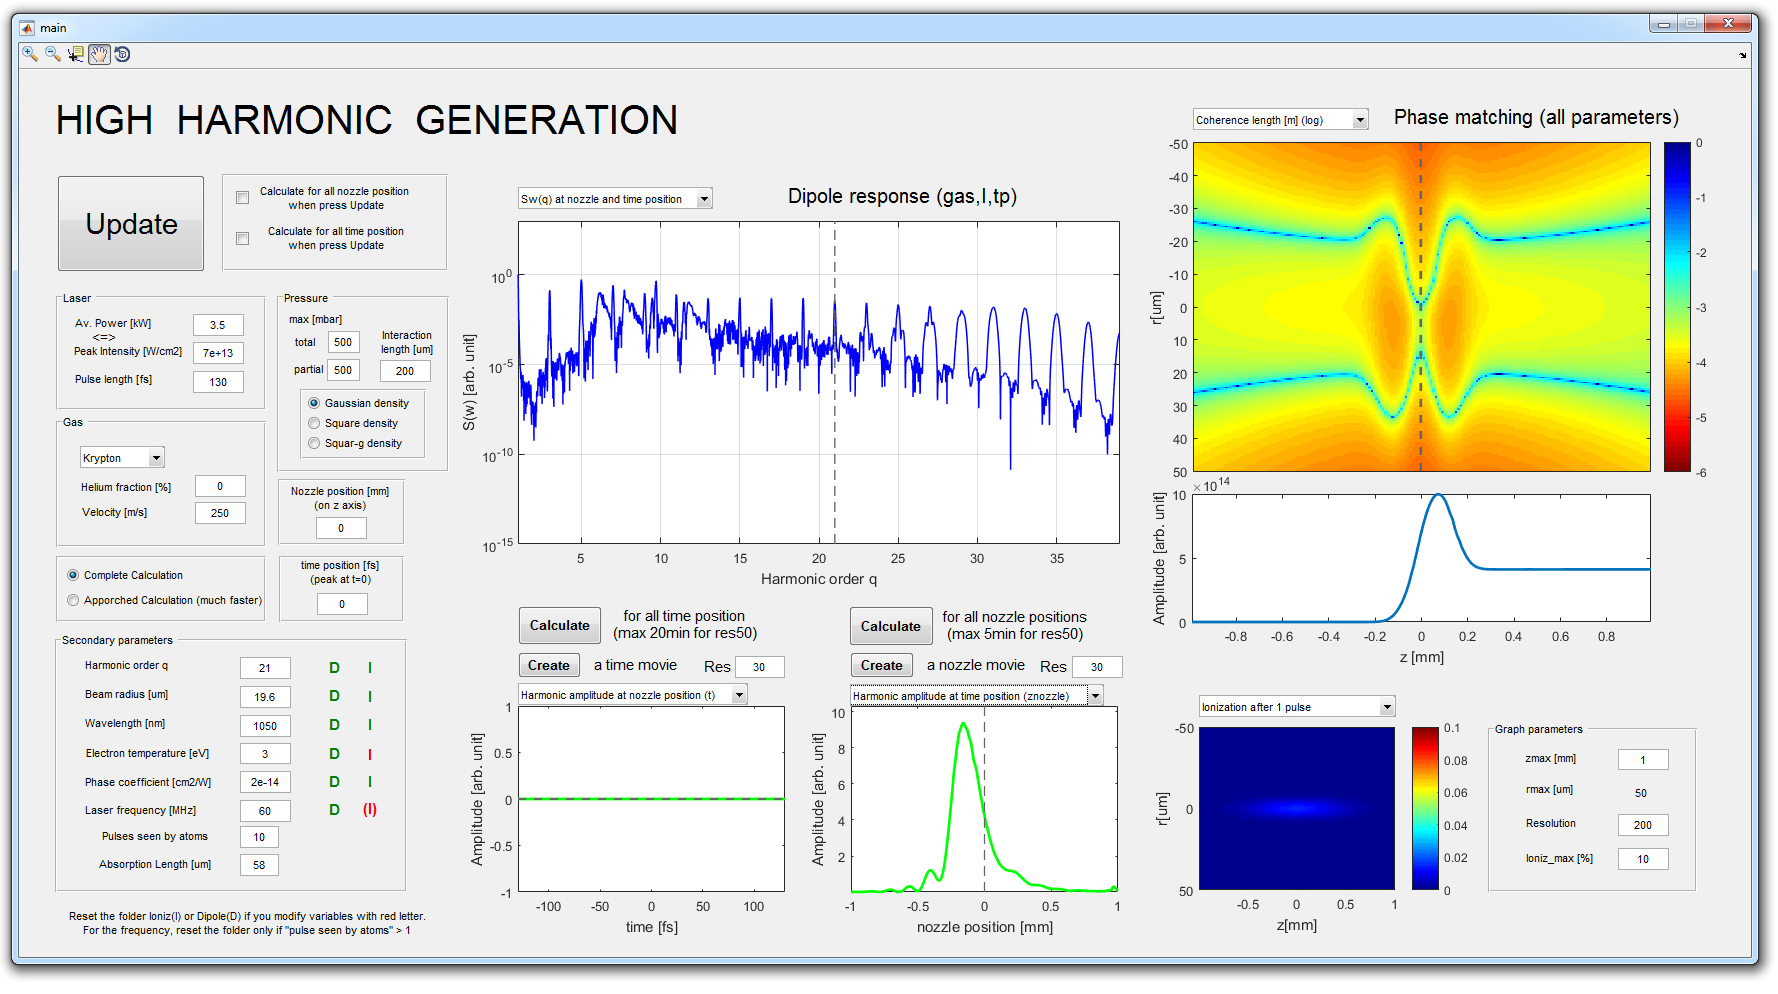 main
HIGH HARMONIC GENERATION
Update
Calculate for all nozzle position
when press Update
Calculate for all time position
when press Update
Laser
Av. Power [kW]
3.5
<=>
Peak Intensity [W/cm2]
7e+13
Pulse length [fs]
130
Pressure
max [mbar]
total
500
partial
500
Interaction
length [um]
200
Gaussian density
Square density
Squar-g density
Gas
Krypton
Helium fraction [%]
0
Velocity [m/s]
250
Nozzle position [mm]
(on z axis)
0
Complete Calculation
Apporched Calculation (much faster)
time position [fs]
(peak at t=0)
0
Secondary parameters
Harmonic order q 21 D I
Beam radius [um] 19.6 D I
Wavelength [nm] 1050 D I
Electron temperature [eV] 3 D I
Phase coefficient [cm2/W] 2e-14 D I
Laser frequency [MHz] 60 D (I)
Pulses seen by atoms 10
Absorption Length [um] 58
Reset the folder Ioniz(I) or Dipole(D) if you modify variables with red letter.
For the frequency, reset the folder only if "pulse seen by atoms" > 1
Sw(q) at nozzle and time position
Dipole response (gas,I,tp)
S(w) [arb. unit]
10^0
10^-5
10^-10
10^-15
5 10 15 20 25 30 35
Harmonic order q
Calculate
for all time position
(max 20min for res50)
Create
a time movie
Res
30
Harmonic amplitude at nozzle position (t)
Amplitude [arb. unit]
1
0.5
0
-0.5
-1
-100 -50 0 50 100
time [fs]
Calculate
for all nozzle positions
(max 5min for res50)
Create
a nozzle movie
Res
30
Harmonic amplitude at time position (znozzle)
Amplitude [arb. unit]
10
8
6
4
2
-1 -0.5 0 0.5 1
nozzle position [mm]
Coherence length [m] (log)
Phase matching (all parameters)
r[um]
-50
-40
-30
-20
-10
0
10
20
30
40
50
0
-1
-2
-3
-4
-5
-6
×10^14
Amplitude [arb. unit]
10
5
0
-0.8 -0.6 -0.4 -0.2 0 0.2 0.4 0.6 0.8
z [mm]
Ionization after 1 pulse
r[um]
-50
0
50
-0.5 0 0.5 1
z[mm]
0.1
0.08
0.06
0.04
0.02
0
Graph parameters
zmax [mm] 1
rmax [um] 50
Resolution 200
Ioniz_max [%] 10